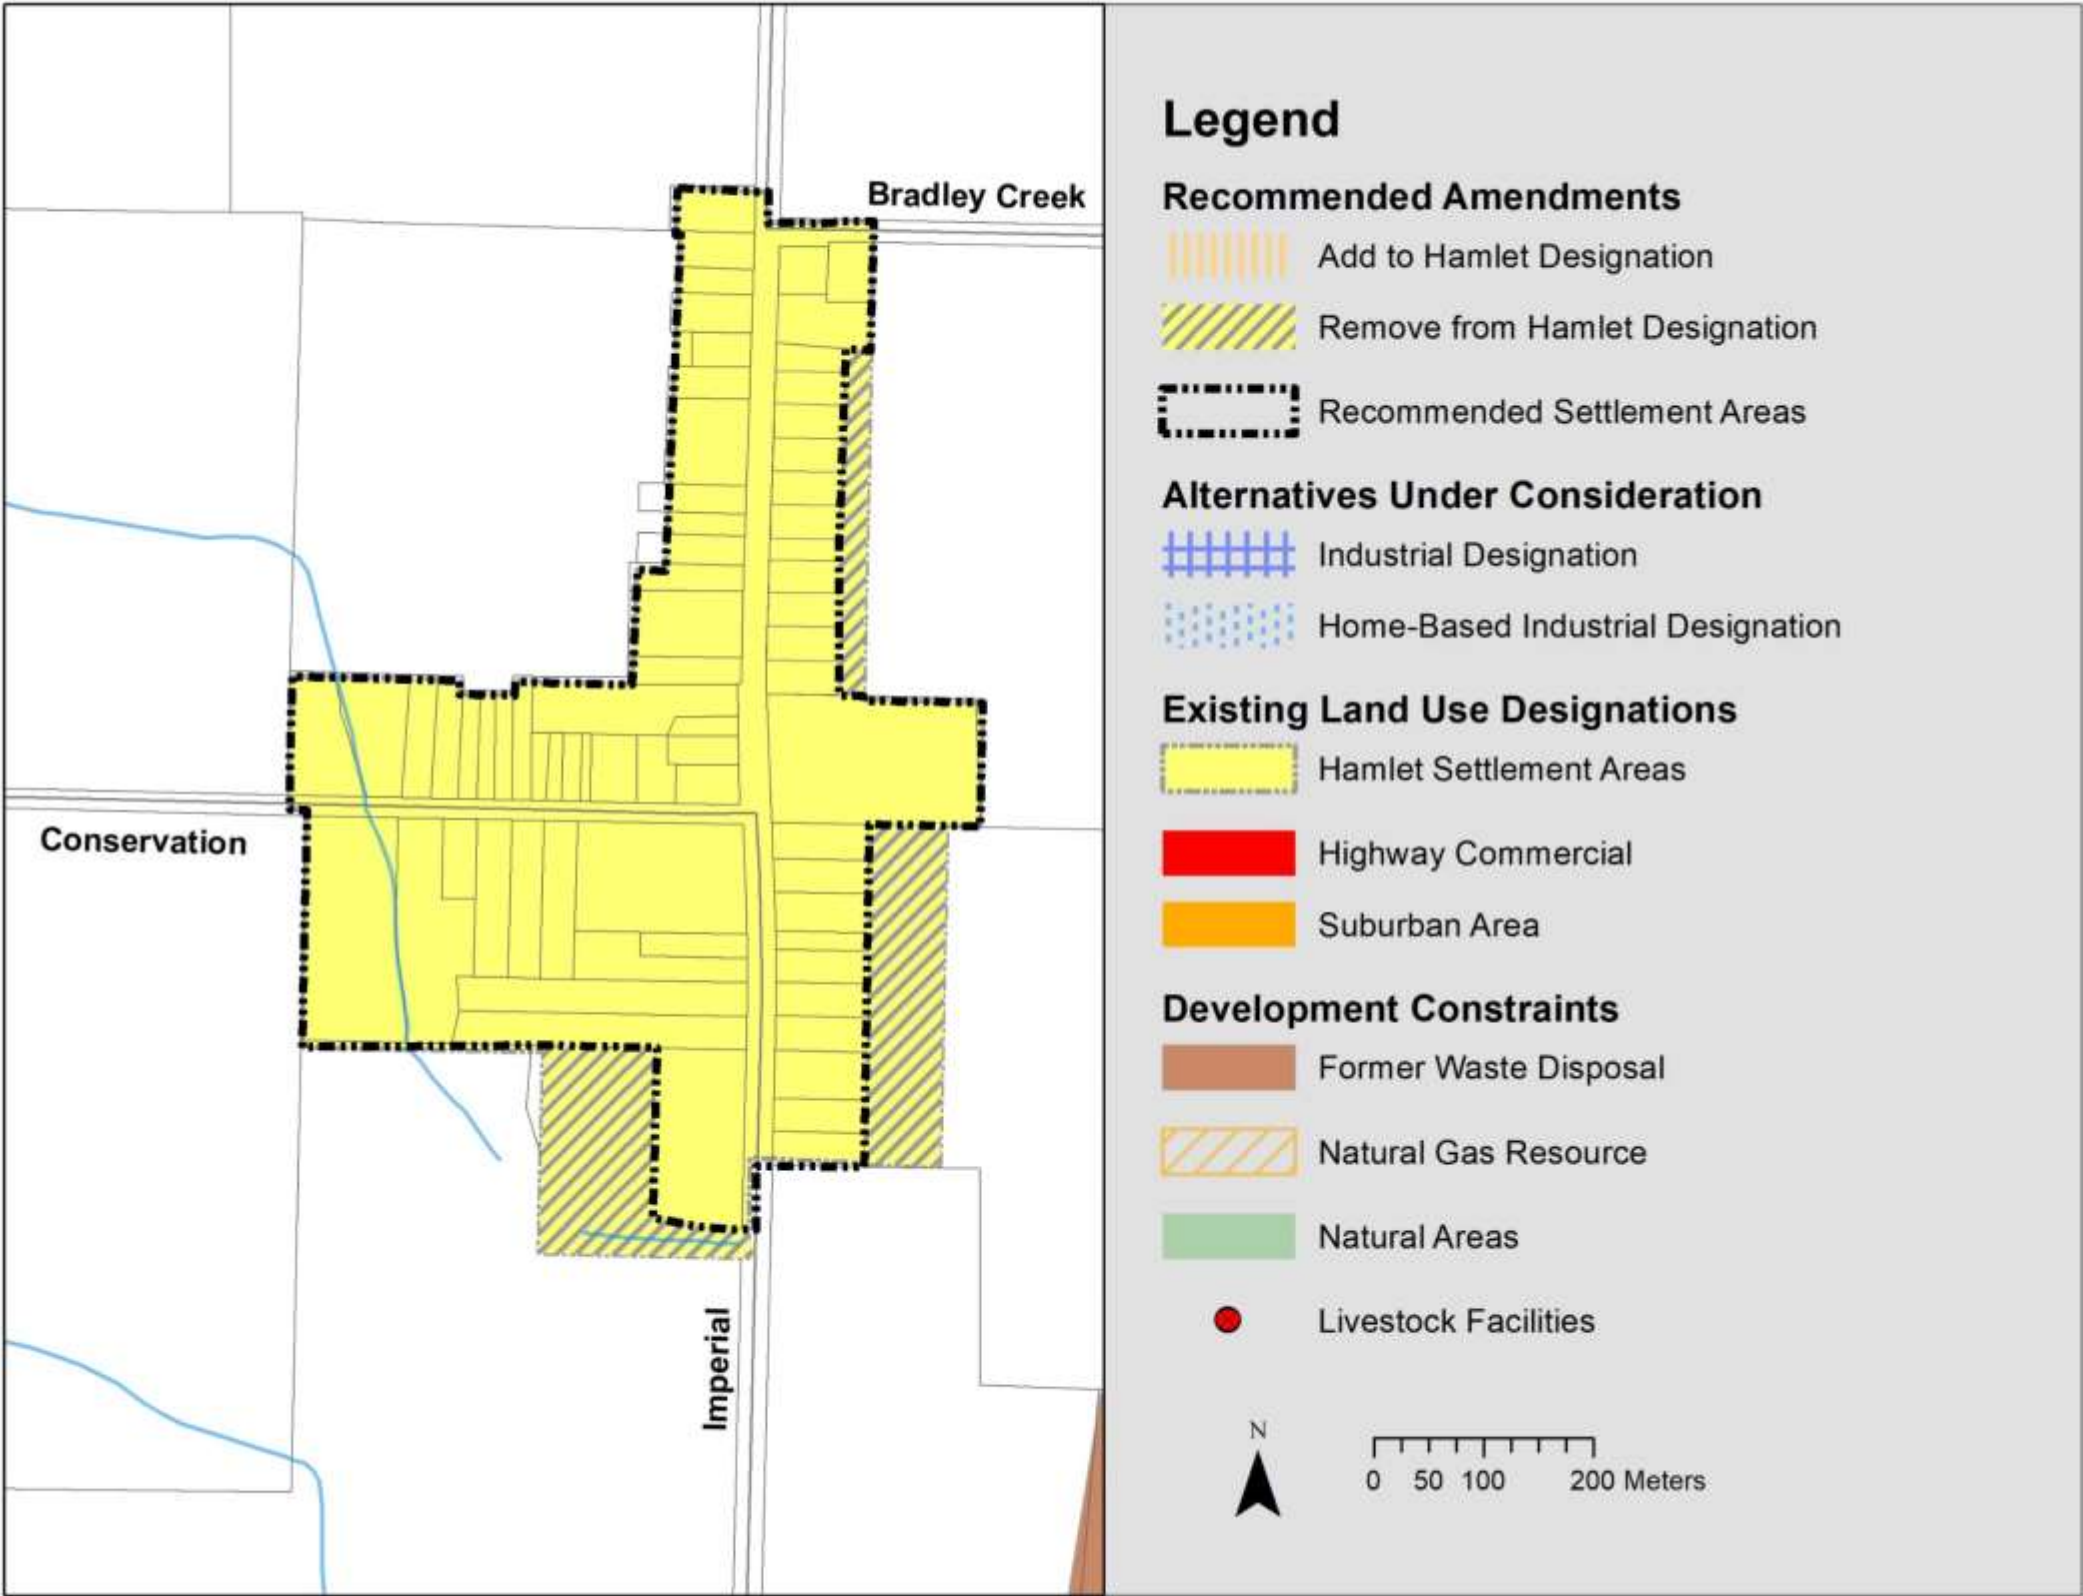 Bradley Creek
Conservation
Imperial
Legend
Recommended Amendments
Add to Hamlet Designation
Remove from Hamlet Designation
Recommended Settlement Areas
Alternatives Under Consideration
Industrial Designation
Home-Based Industrial Designation
Existing Land Use Designations
Hamlet Settlement Areas
Highway Commercial
Suburban Area
Development Constraints
Former Waste Disposal
Natural Gas Resource
Natural Areas
Livestock Facilities
N
0 50 100 200 Meters